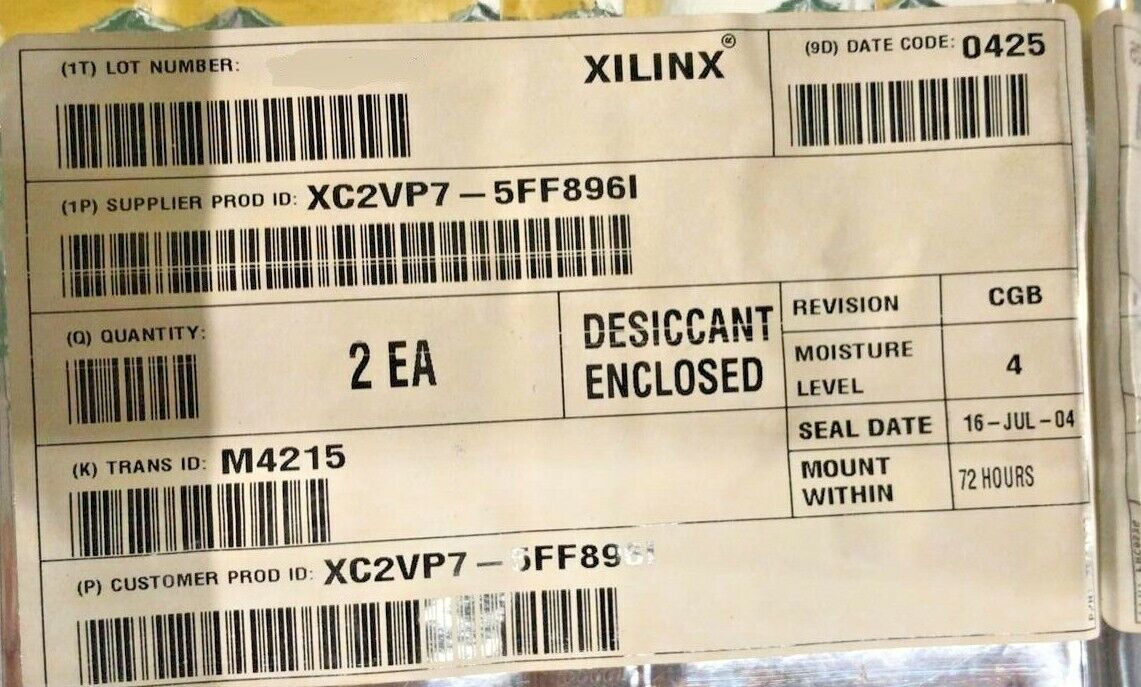 (1T) LOT NUMBER:
XILINX®
(9D) DATE CODE: 0425
(1P) SUPPLIER PROD ID: XC2VP7-5FF896I
(Q) QUANTITY:
2 EA
DESICCANT
ENCLOSED
REVISION CGB
MOISTURE
LEVEL
4
SEAL DATE 16-JUL-04
MOUNT
WITHIN
72 HOURS
(K) TRANS ID: M4215
(P) CUSTOMER PROD ID: XC2VP7-5FF896I